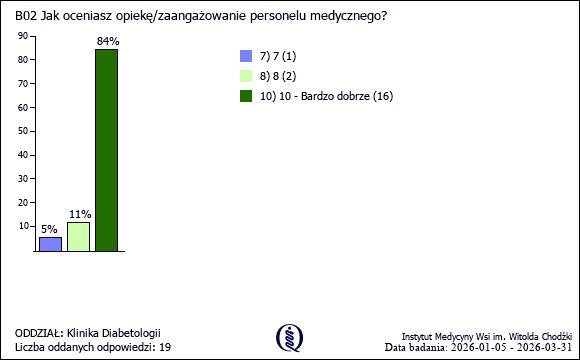 B02 Jak oceniasz opiekę/zaangażowanie personelu medycznego?
90
80
70
60
50
40
30
20
10
5%
11%
84%
7) 7 (1)
8) 8 (2)
10) 10 - Bardzo dobrze (16)
ODDZIAŁ: Klinika Diabetologii
Liczba oddanych odpowiedzi: 19
Instytut Medycyny Wsi im. Witolda Chodźki
Data badania: 2026-01-05 - 2026-03-31